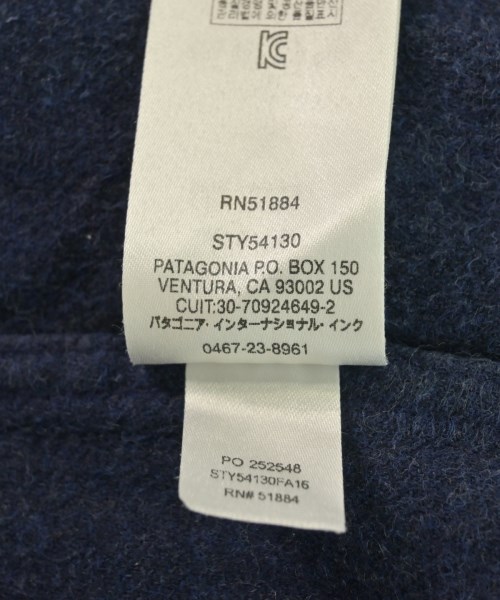 RN51884
STY54130
PATAGONIA P.O. BOX 150
VENTURA, CA 93002 US
CUIT:30-70924649-2
パタゴニア・インターナショナル・インク
0467-23-8961
PO 252548
STY54130FA16
RN# 51884